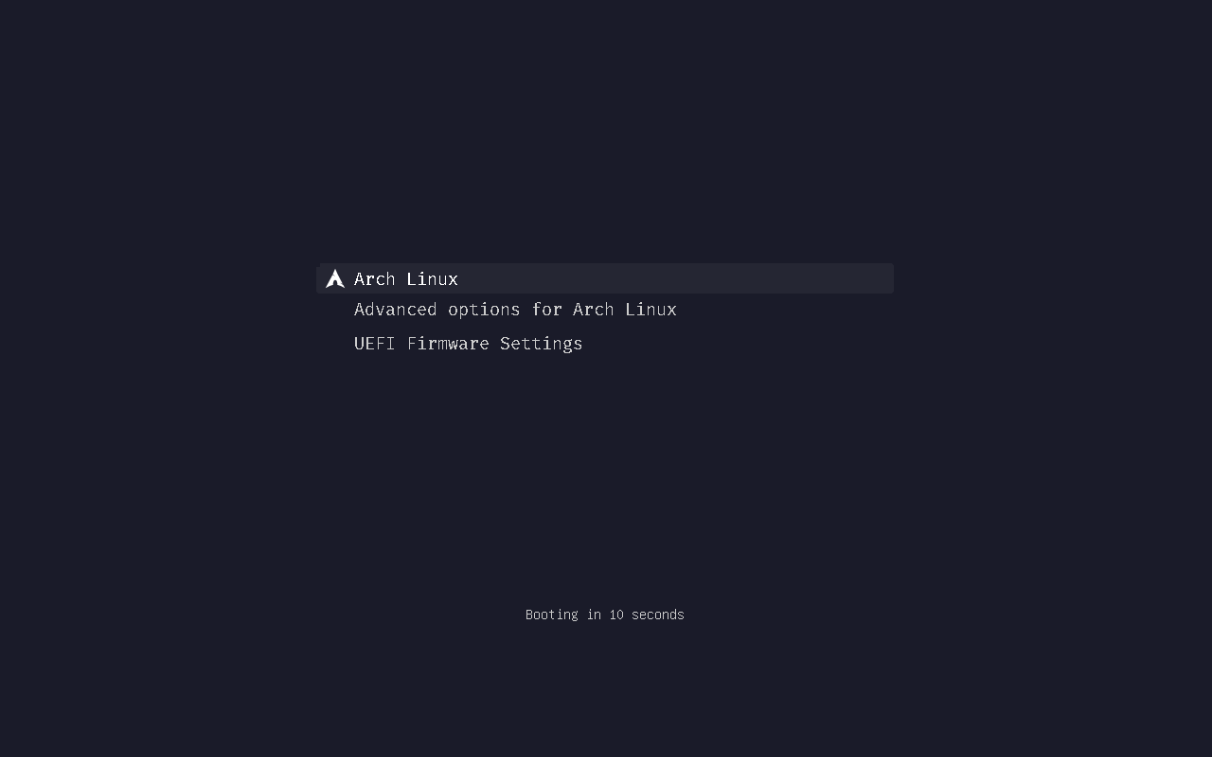 Arch Linux
Advanced options for Arch Linux
UEFI Firmware Settings
Booting in 10 seconds